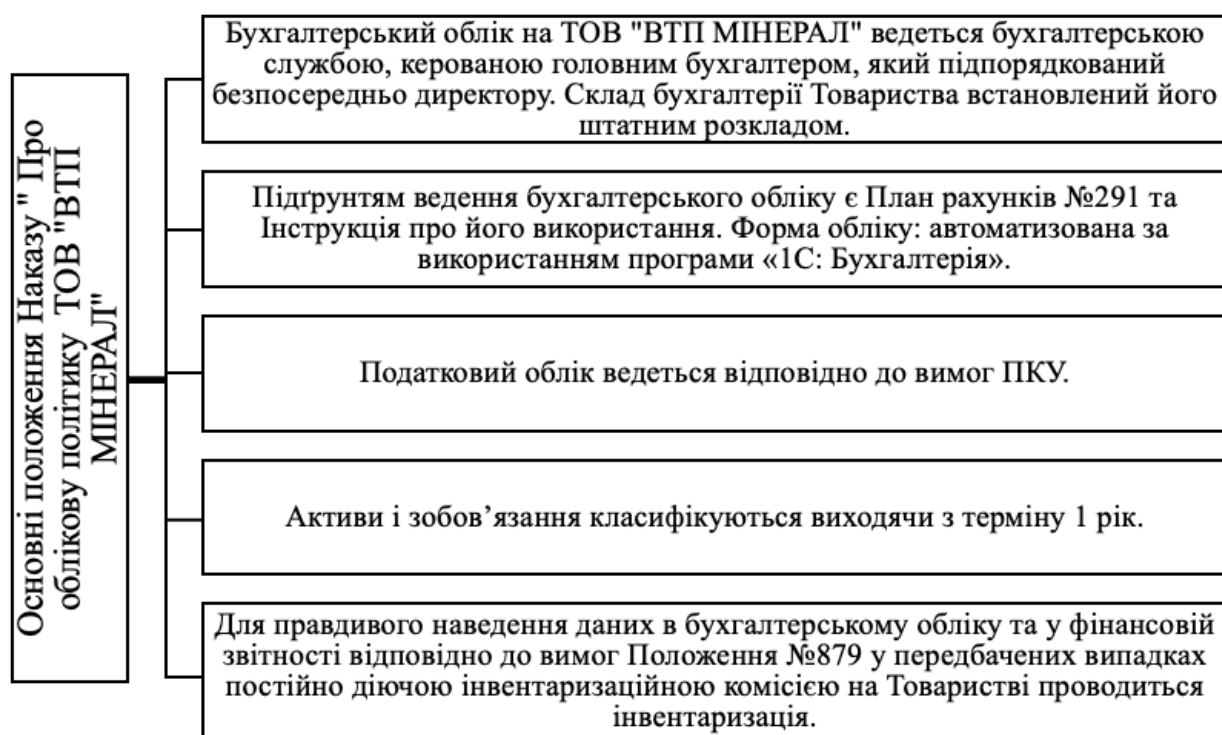 Основні положення Наказу " Про
облікову політику ТОВ "ВТП
МІНЕРАЛ"
Бухгалтерський облік на ТОВ "ВТП МІНЕРАЛ" ведеться бухгалтерською
службою, керованою головним бухгалтером, який підпорядкований
безпосередньо директору. Склад бухгалтерії Товариства встановлений його
штатним розкладом.
Підґрунтям ведення бухгалтерського обліку є План рахунків №291 та
Інструкція про його використання. Форма обліку: автоматизована за
використанням програми «1С: Бухгалтерія».
Податковий облік ведеться відповідно до вимог ПКУ.
Активи і зобов’язання класифікуються виходячи з терміну 1 рік.
Для правдивого наведення даних в бухгалтерському обліку та у фінансовій
звітності відповідно до вимог Положення №879 у передбачених випадках
постійно діючою інвентаризаційною комісією на Товаристві проводиться
інвентаризація.